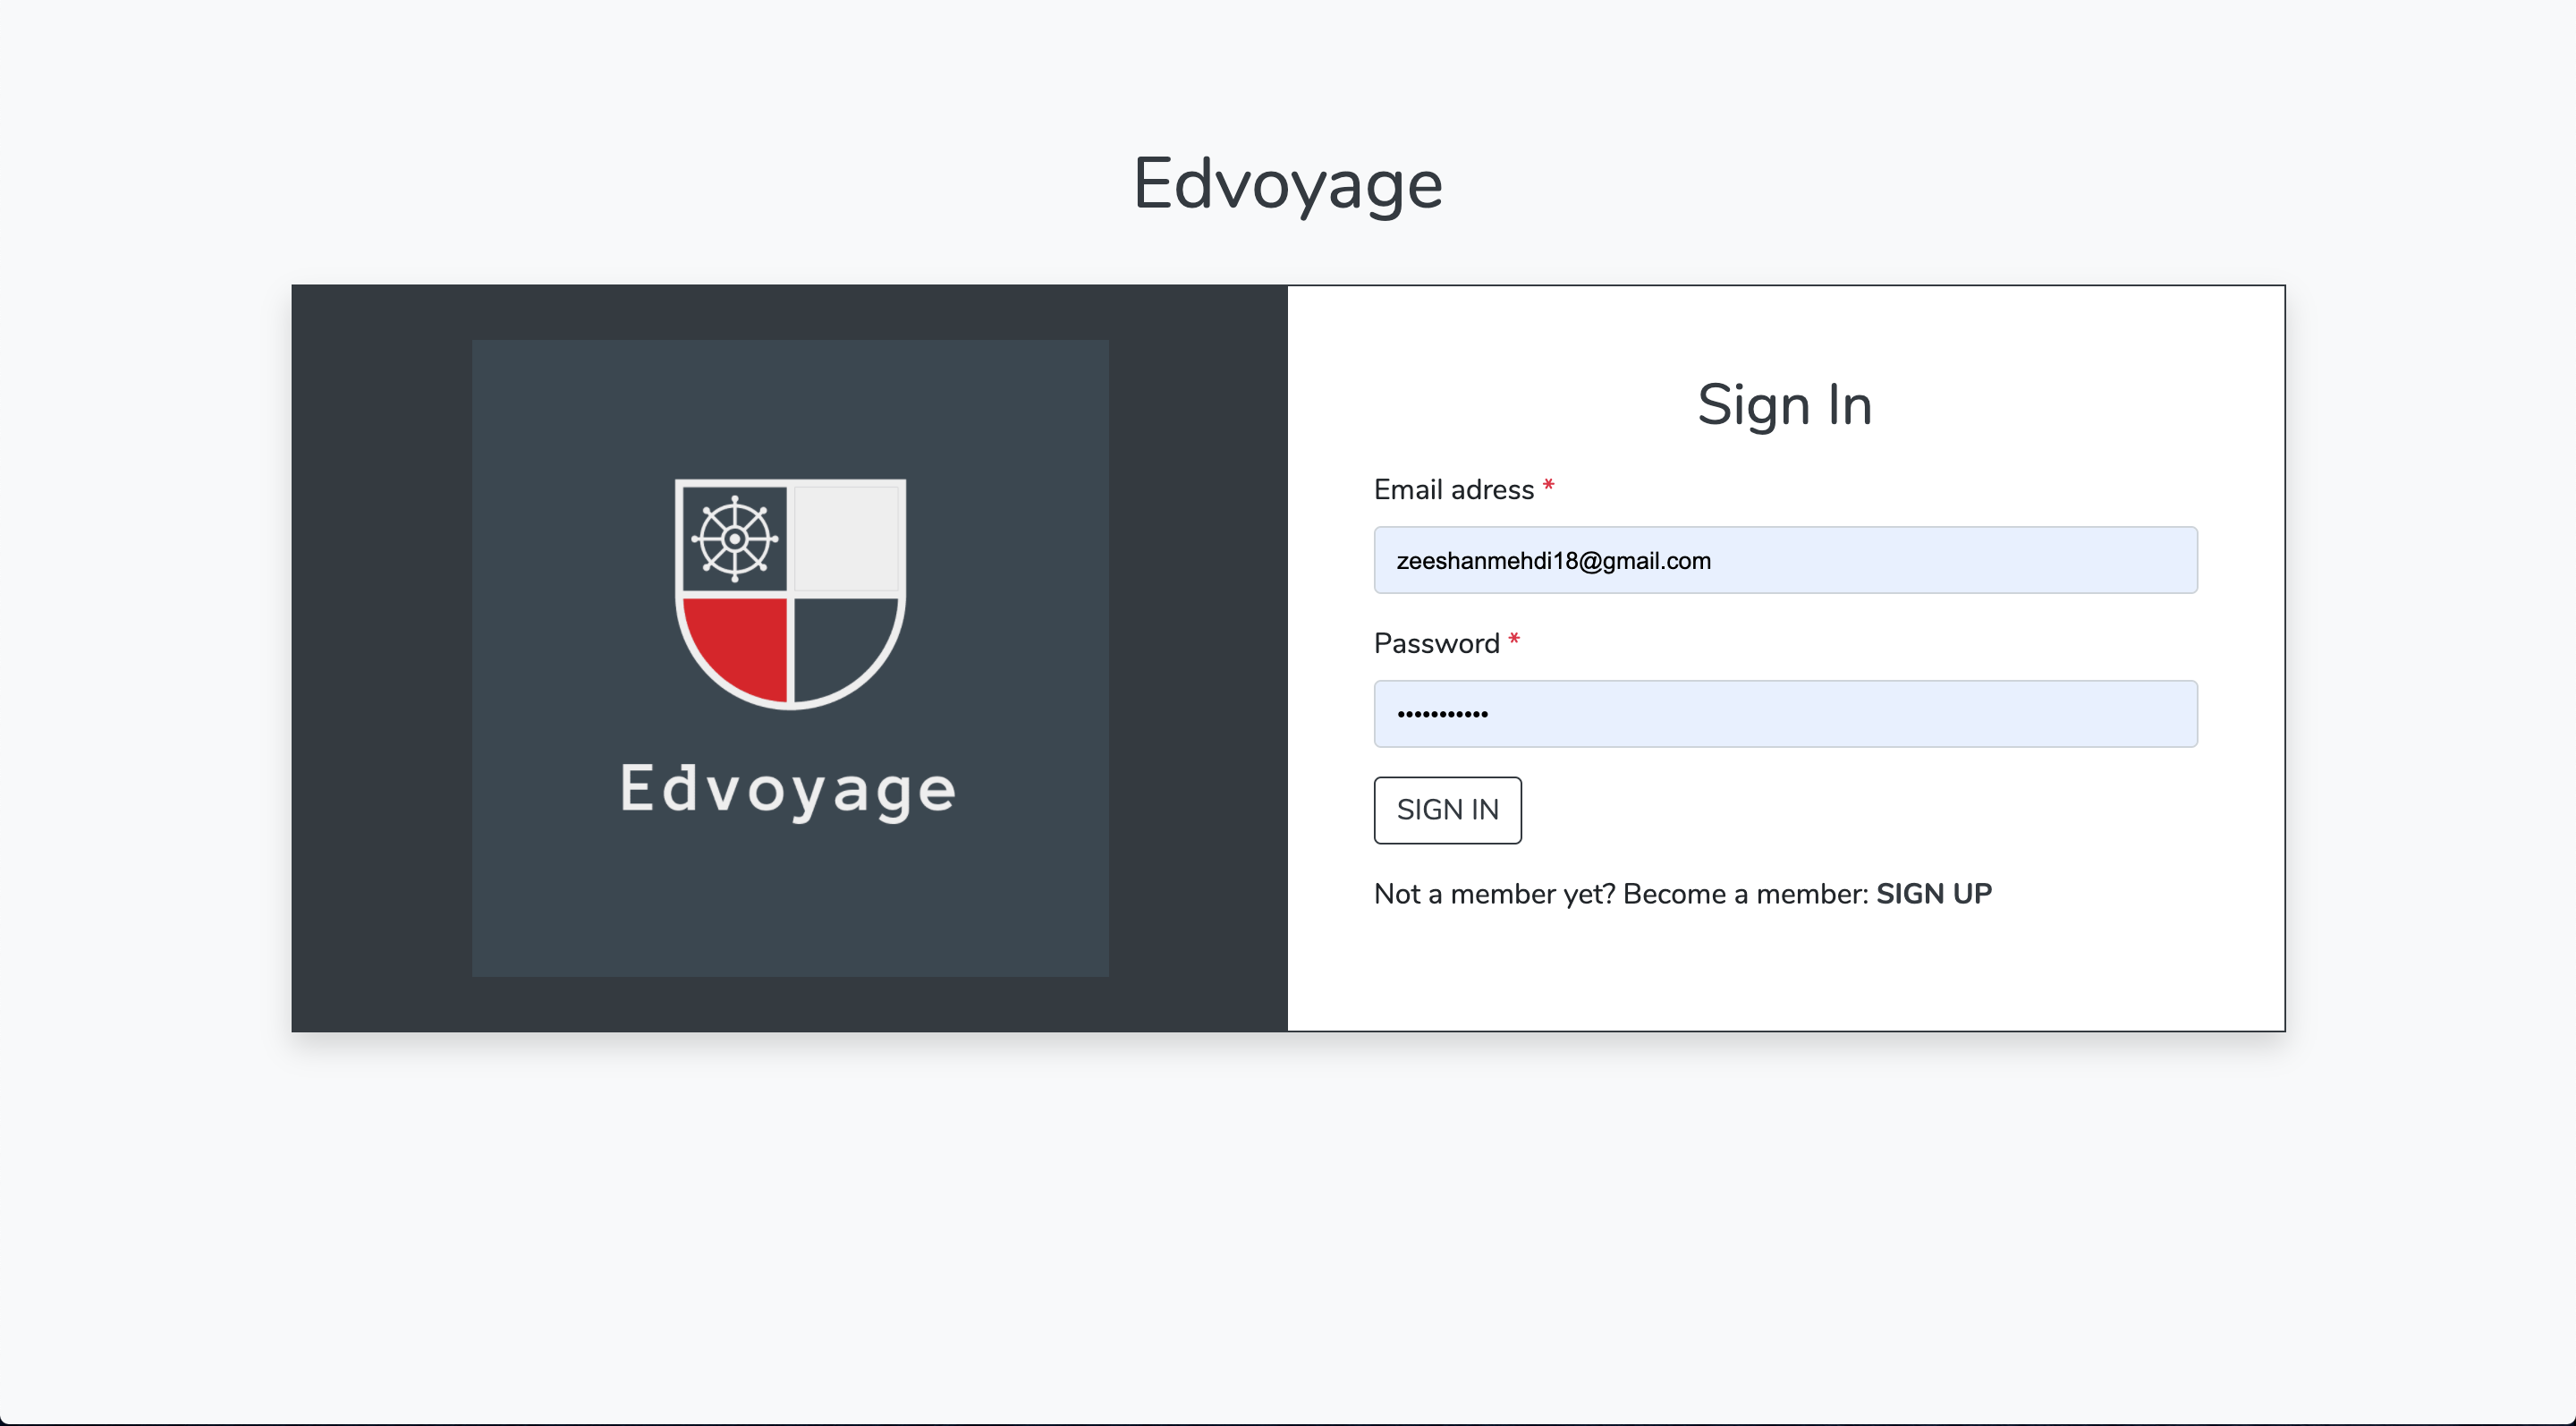 Edvoyage
Edvoyage
Sign In
Email adress *
zeeshanmehdi18@gmail.com
Password *
•••••••••••
SIGN IN
Not a member yet? Become a member: SIGN UP